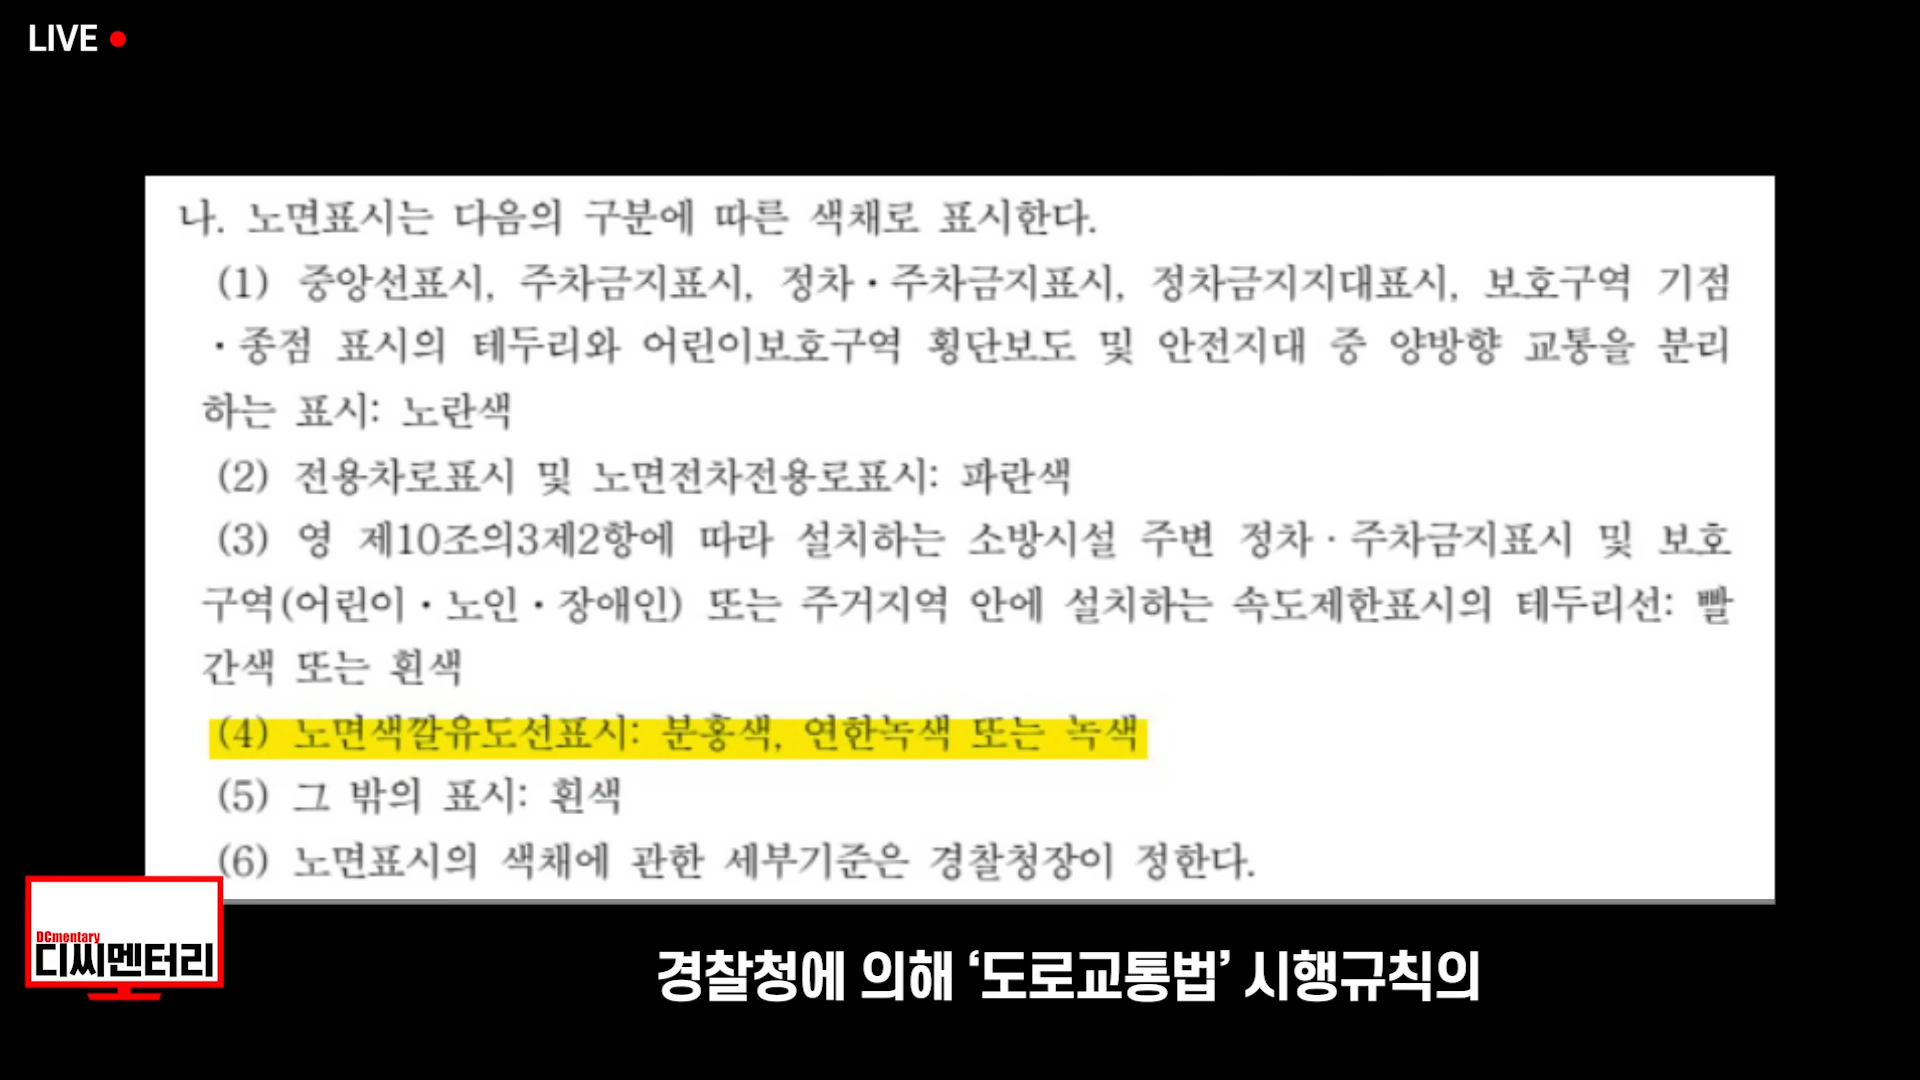 LIVE
나. 노면표시는 다음의 구분에 따른 색채로 표시한다.
(1) 중앙선표시, 주차금지표시, 정차・주차금지표시, 정차금지지대표시, 보호구역 기점
・종점 표시의 테두리와 어린이보호구역 횡단보도 및 안전지대 중 양방향 교통을 분리
하는 표시: 노란색
(2) 전용차로표시 및 노면전차전용로표시: 파란색
(3) 영 제10조의3제2항에 따라 설치하는 소방시설 주변 정차ㆍ주차금지표시 및 보호
구역(어린이・노인・장애인) 또는 주거지역 안에 설치하는 속도제한표시의 테두리선: 빨
간색 또는 흰색
(4) 노면색깔유도선표시: 분홍색, 연한녹색 또는 녹색
(5) 그 밖의 표시: 흰색
(6) 노면표시의 색채에 관한 세부기준은 경찰청장이 정한다.
DCmentary
디씨멘터리
경찰청에 의해 ‘도로교통법’ 시행규칙의